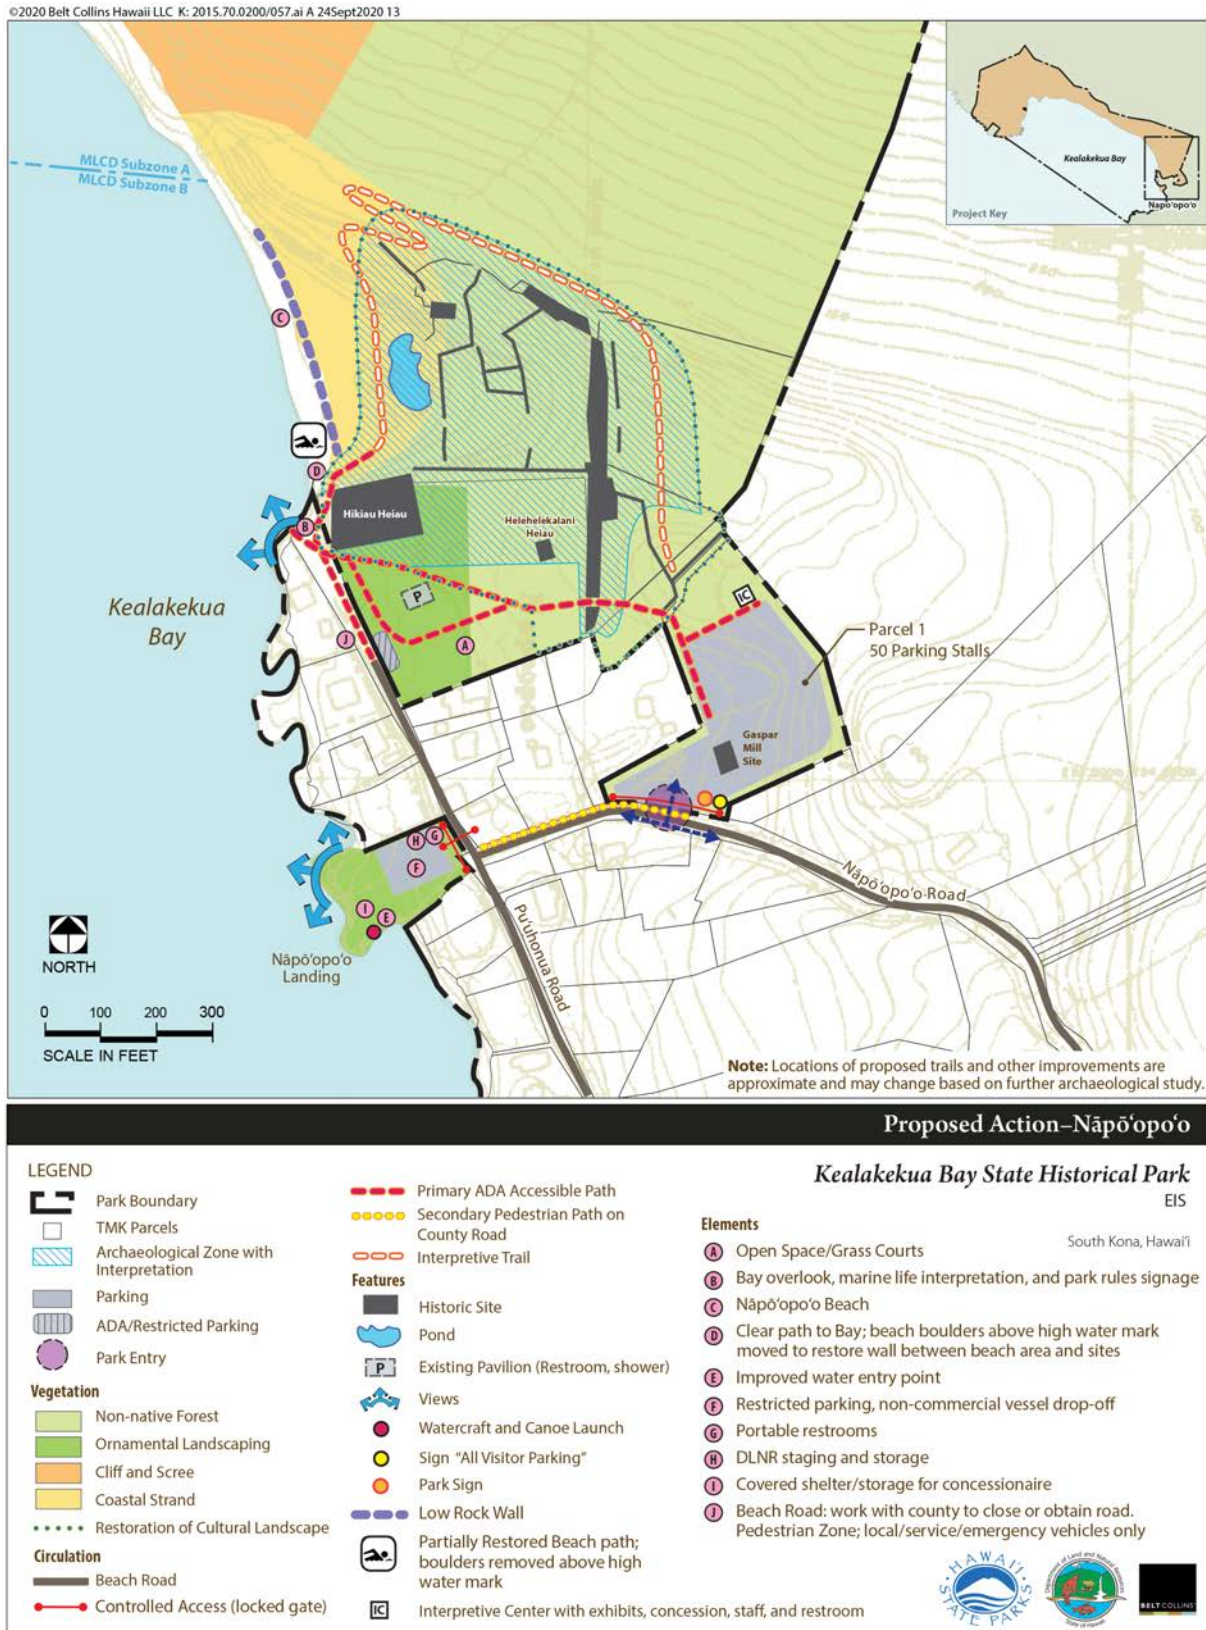 ©2020 Belt Collins Hawaii LLC K: 2015.70.0200/057.ai A 24Sept2020 13
MLCD Subzone A
MLCD Subzone B
Kealakekua Bay
Nāpō‘opo‘o
Project Key
C
D
B
Hikiau Heiau
Helehelekalani
Heiau
P
IC
Kealakekua
Bay
J
A
Parcel 1
50 Parking Stalls
Gaspar
Mill
Site
H
G
F
I
E
Nāpō‘opo‘o Road
Pu‘uhonua Road
Nāpō‘opo‘o
Landing
NORTH
0 100 200 300
SCALE IN FEET
Note: Locations of proposed trails and other improvements are
approximate and may change based on further archaeological study.
Proposed Action–Nāpō‘opo‘o
Kealakekua Bay State Historical Park
EIS
South Kona, Hawai‘i
LEGEND
Park Boundary
TMK Parcels
Archaeological Zone with
Interpretation
Parking
ADA/Restricted Parking
Park Entry
Vegetation
Non-native Forest
Ornamental Landscaping
Cliff and Scree
Coastal Strand
Restoration of Cultural Landscape
Circulation
Beach Road
Controlled Access (locked gate)
Primary ADA Accessible Path
Secondary Pedestrian Path on
County Road
Interpretive Trail
Features
Historic Site
Pond
P Existing Pavilion (Restroom, shower)
Views
Watercraft and Canoe Launch
Sign "All Visitor Parking"
Park Sign
Low Rock Wall
Partially Restored Beach path;
boulders removed above high
water mark
IC Interpretive Center with exhibits, concession, staff, and restroom
Elements
A Open Space/Grass Courts
B Bay overlook, marine life interpretation, and park rules signage
C Nāpō‘opo‘o Beach
D Clear path to Bay; beach boulders above high water mark
moved to restore wall between beach area and sites
E Improved water entry point
F Restricted parking, non-commercial vessel drop-off
G Portable restrooms
H DLNR staging and storage
I Covered shelter/storage for concessionaire
J Beach Road: work with county to close or obtain road.
Pedestrian Zone; local/service/emergency vehicles only
HAWAI‘I
STATE PARKS
Department of Land and Natural Resources
State of Hawaii
BELT COLLINS